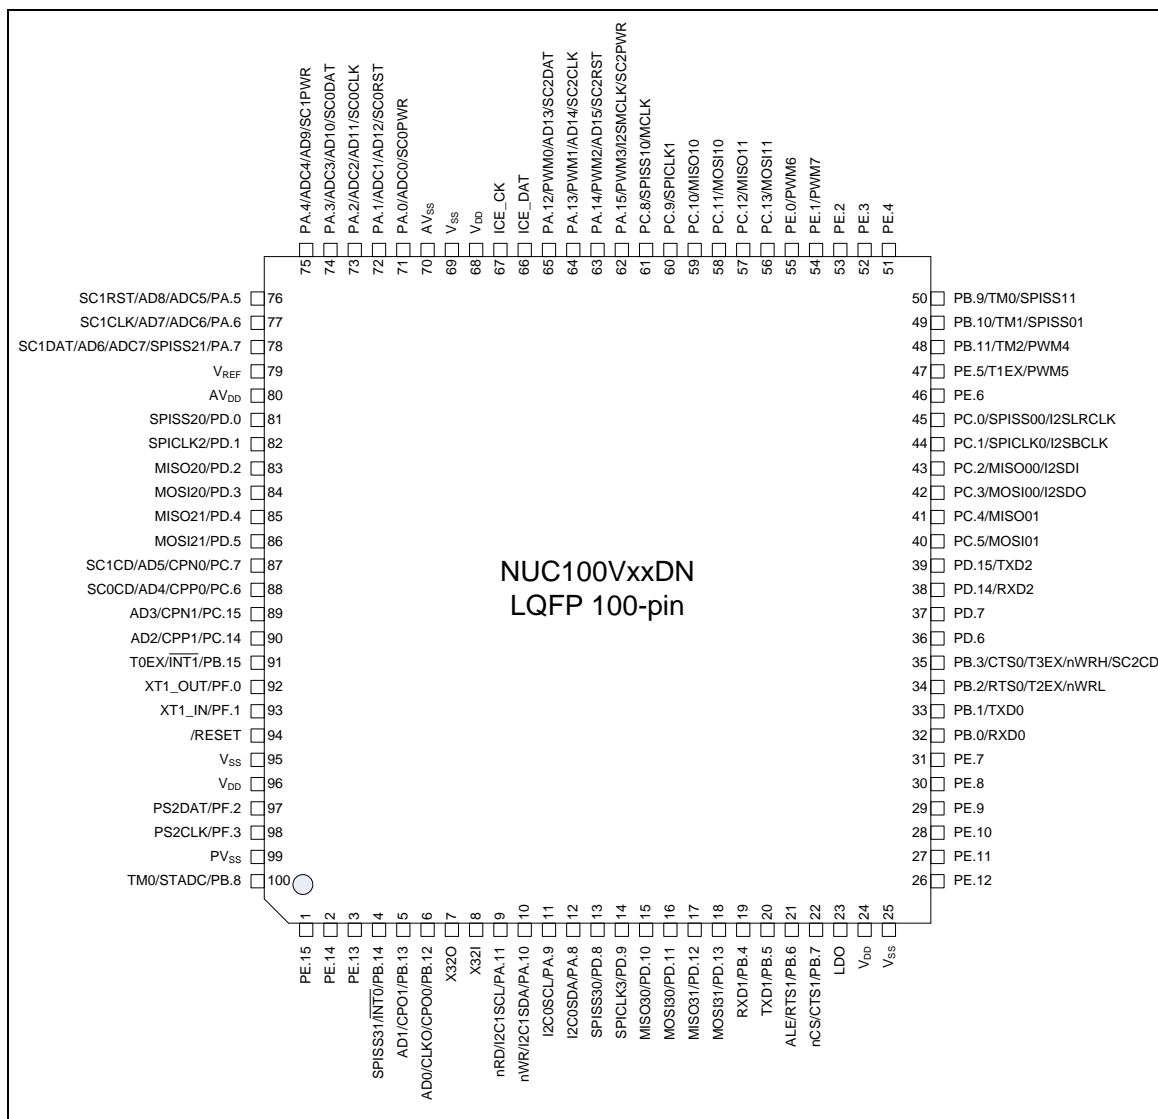 PA.4/ADC4/AD9/SC1PWR
PA.3/ADC3/AD10/SC0DAT
PA.2/ADC2/AD11/SC0CLK
PA.1/ADC1/AD12/SC0RST
PA.0/ADC0/SC0PWR
AVSS
VSS
VDD
ICE_CK
ICE_DAT
PA.12/PWM0/AD13/SC2DAT
PA.13/PWM1/AD14/SC2CLK
PA.14/PWM2/AD15/SC2RST
PA.15/PWM3/I2SMCLK/SC2PWR
PC.8/SPISS10/MCLK
PC.9/SPICLK1
PC.10/MISO10
PC.11/MOSI10
PC.12/MISO11
PC.13/MOSI11
PE.0/PWM6
PE.1/PWM7
PE.2
PE.3
PE.4
75 74 73 72 71 70 69 68 67 66 65 64 63 62 61 60 59 58 57 56 55 54 53 52 51
SC1RST/AD8/ADC5/PA.5 76
SC1CLK/AD7/ADC6/PA.6 77
SC1DAT/AD6/ADC7/SPISS21/PA.7 78
VREF 79
AVDD 80
SPISS20/PD.0 81
SPICLK2/PD.1 82
MISO20/PD.2 83
MOSI20/PD.3 84
MISO21/PD.4 85
MOSI21/PD.5 86
SC1CD/AD5/CPN0/PC.7 87
SC0CD/AD4/CPP0/PC.6 88
AD3/CPN1/PC.15 89
AD2/CPP1/PC.14 90
T0EX/INT1/PB.15 91
XT1_OUT/PF.0 92
XT1_IN/PF.1 93
/RESET 94
VSS 95
VDD 96
PS2DAT/PF.2 97
PS2CLK/PF.3 98
PVSS 99
TM0/STADC/PB.8 100
NUC100VxxDN
LQFP 100-pin
50 PB.9/TM0/SPISS11
49 PB.10/TM1/SPISS01
48 PB.11/TM2/PWM4
47 PE.5/T1EX/PWM5
46 PE.6
45 PC.0/SPISS00/I2SLRCLK
44 PC.1/SPICLK0/I2SBCLK
43 PC.2/MISO00/I2SDI
42 PC.3/MOSI00/I2SDO
41 PC.4/MISO01
40 PC.5/MOSI01
39 PD.15/TXD2
38 PD.14/RXD2
37 PD.7
36 PD.6
35 PB.3/CTS0/T3EX/nWRH/SC2CD
34 PB.2/RTS0/T2EX/nWRL
33 PB.1/TXD0
32 PB.0/RXD0
31 PE.7
30 PE.8
29 PE.9
28 PE.10
27 PE.11
26 PE.12
1 2 3 4 5 6 7 8 9 10 11 12 13 14 15 16 17 18 19 20 21 22 23 24 25
PE.15
PE.14
PE.13
SPISS31/INT0/PB.14
AD1/CPO1/PB.13
AD0/CLKO/CPO0/PB.12
X32O
X32I
nRD/I2C1SCL/PA.11
nWR/I2C1SDA/PA.10
I2C0SCL/PA.9
I2C0SDA/PA.8
SPISS30/PD.8
SPICLK3/PD.9
MISO30/PD.10
MOSI30/PD.11
MISO31/PD.12
MOSI31/PD.13
RXD1/PB.4
TXD1/PB.5
ALE/RTS1/PB.6
nCS/CTS1/PB.7
LDO
VDD
VSS